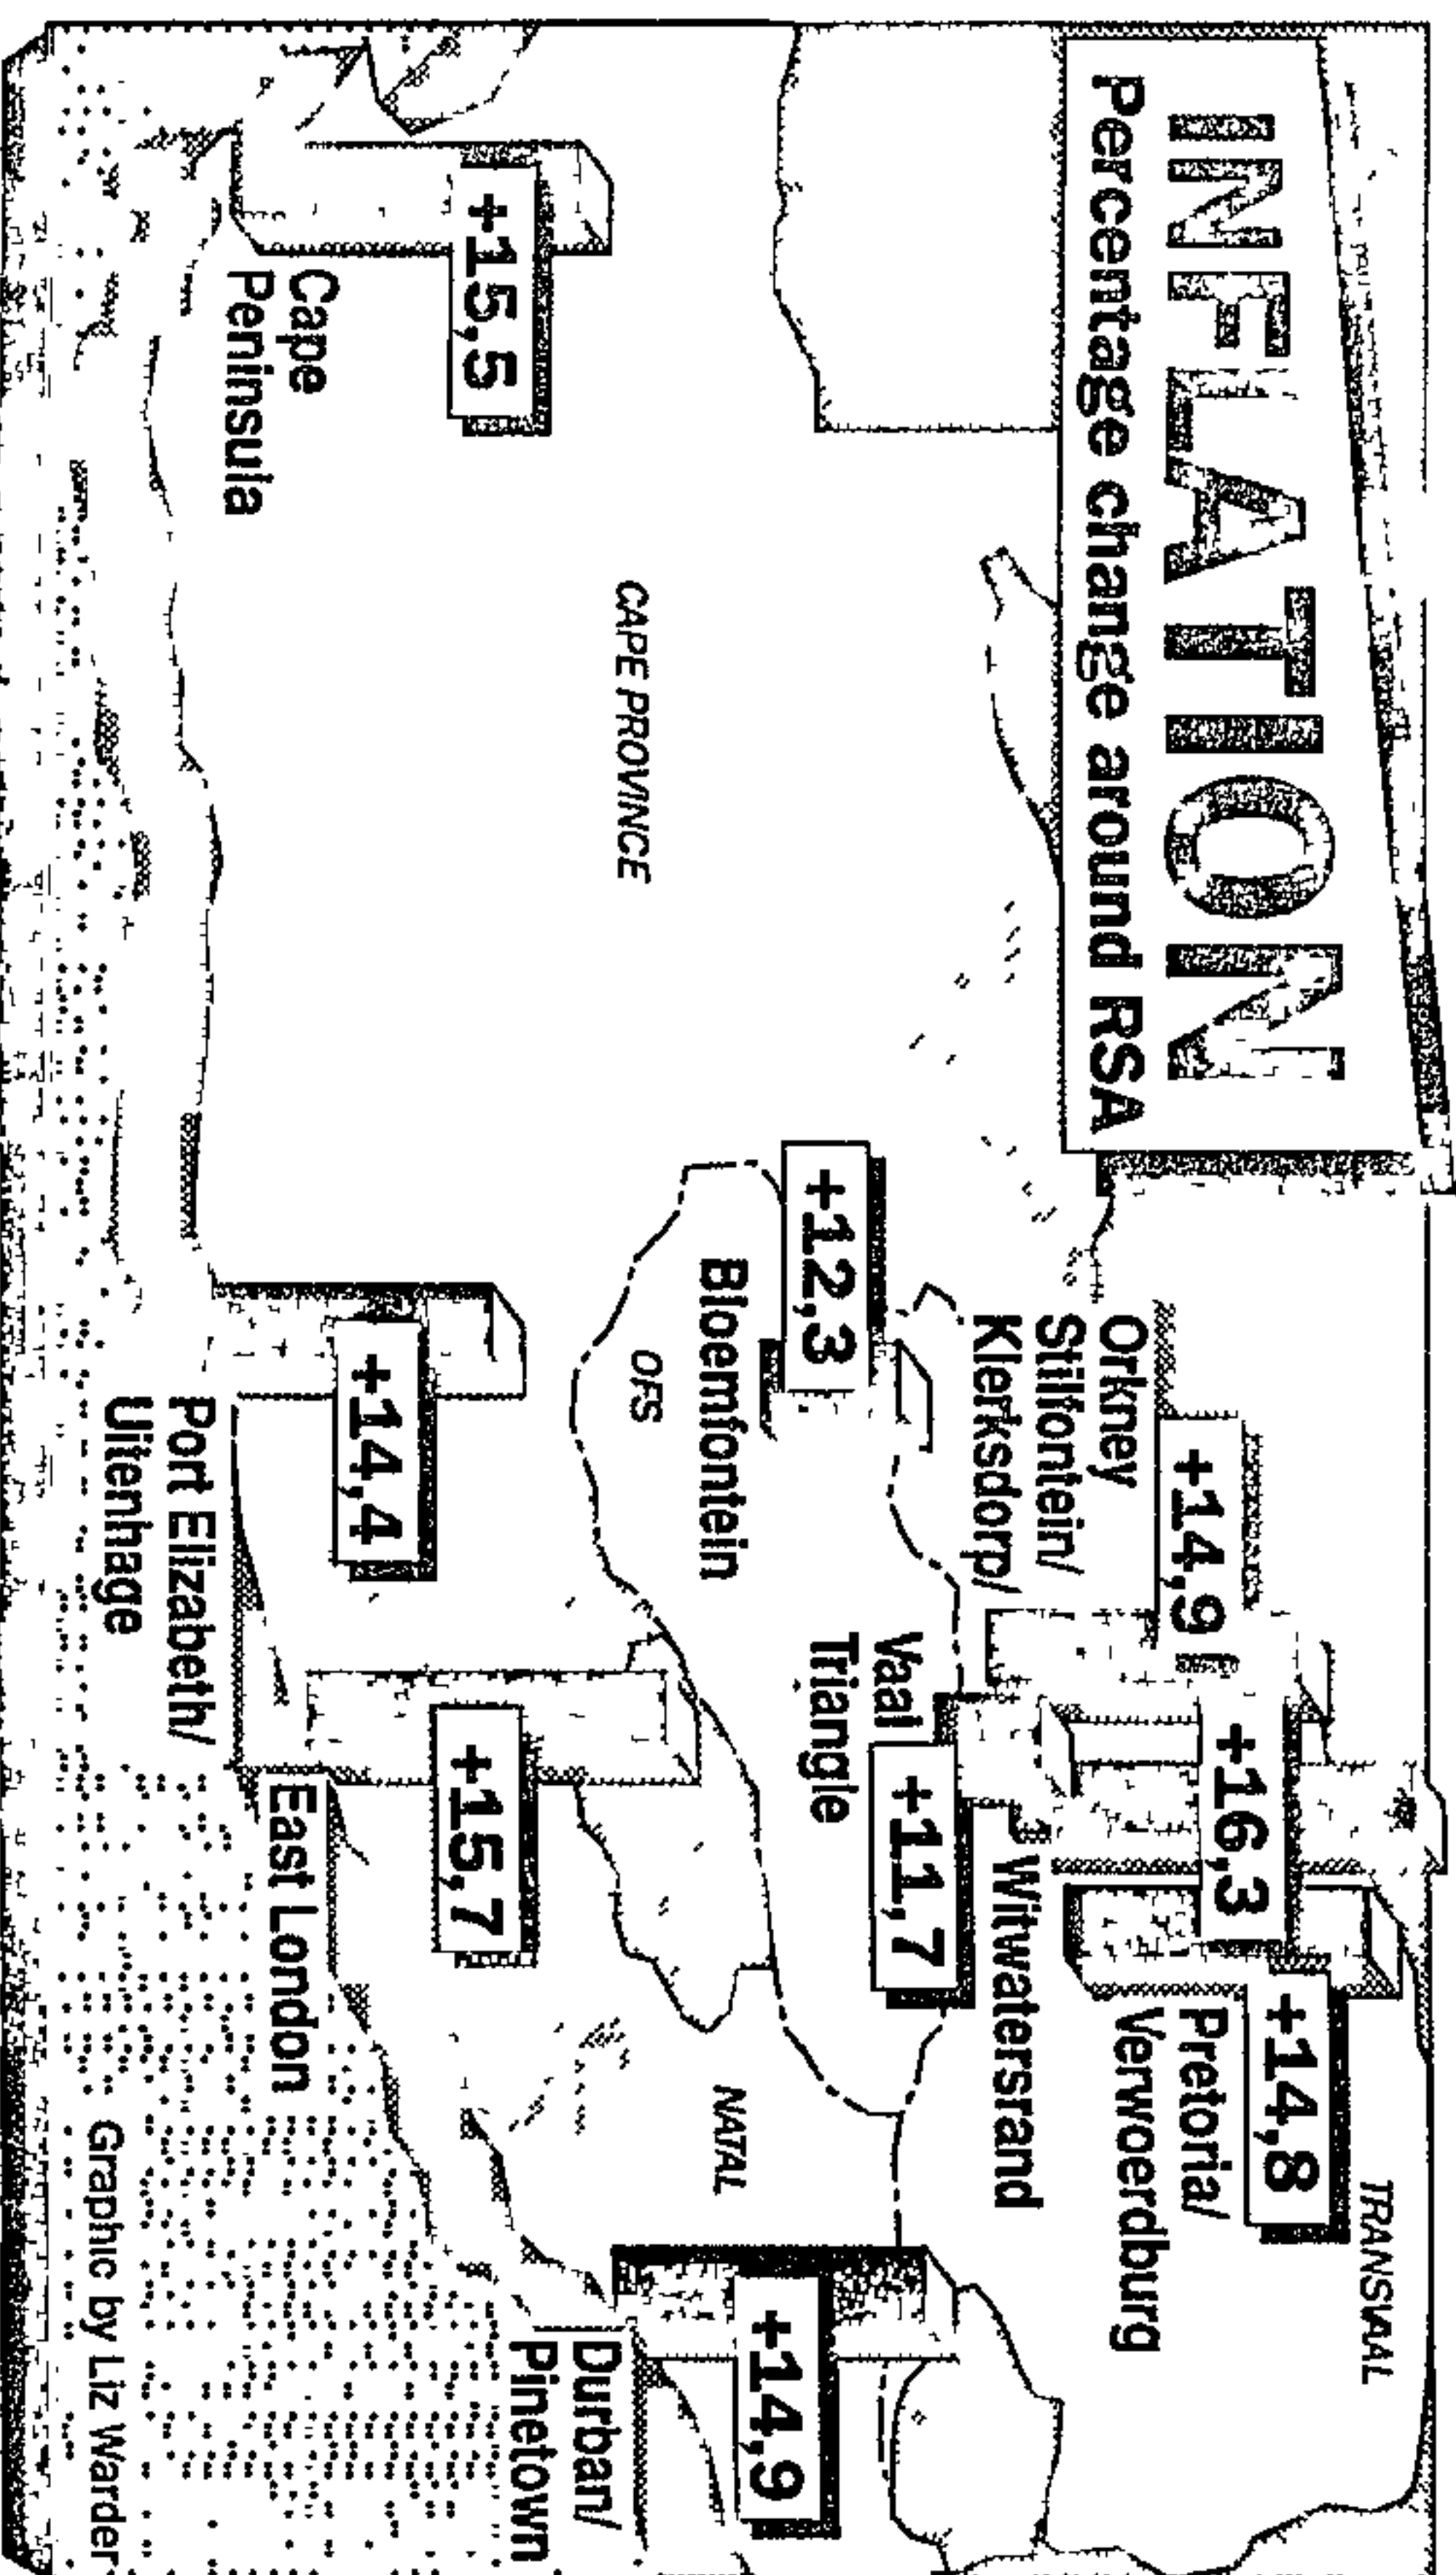 INFLATION
Percentage change around RSA
TRANSVAAL
+14,8
Pretoria/
Verwoerdburg
+16,3
Witwatersrand
+14,9
Orkney
Stilfontein/
Klerksdorp/
+11,7
Vaal
Triangle
+12,3
Bloemfontein
OFS
NATAL
+14,9
Durban/
Pinetown
CAPE PROVINCE
+15,5
Cape
Peninsula
+14,4
Port Elizabeth/
Uitenhage
+15,7
East London
Graphic by Liz Warder